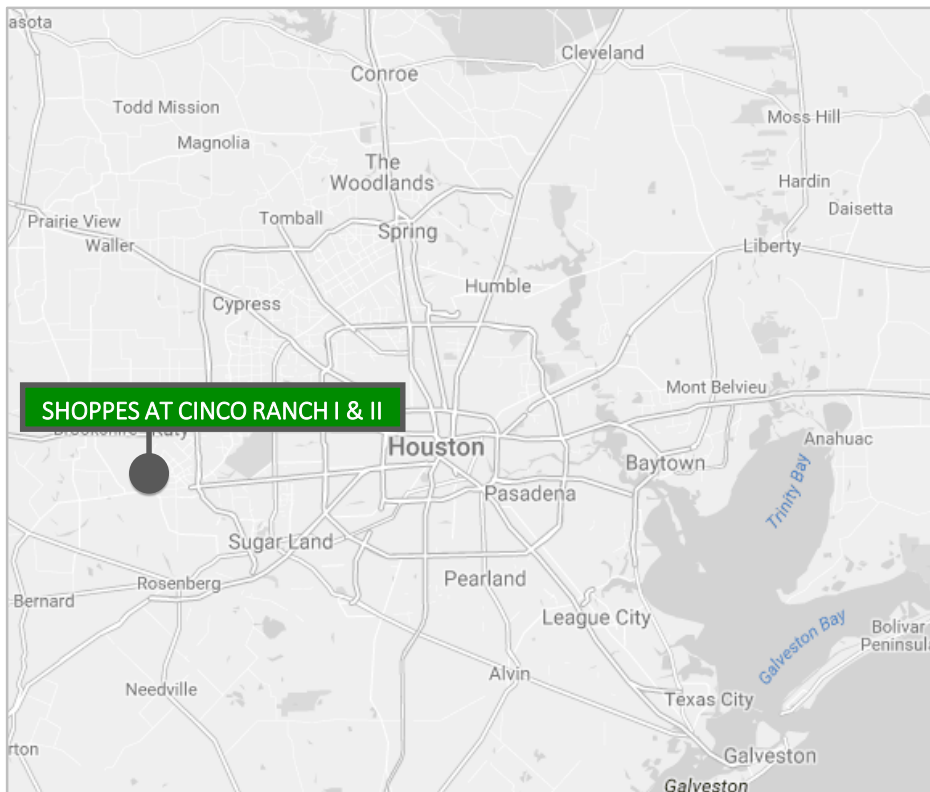 asota
Cleveland
Conroe
Todd Mission
Moss Hill
Magnolia
The
Woodlands
Hardin
Daisetta
Prairie View
Tomball
Waller
Spring
Liberty
Humble
Cypress
Mont Belvieu
SHOPPES AT CINCO RANCH I & II
Houston
Anahuac
Baytown
Pasadena
Trinity Bay
Sugar Land
Rosenberg
Pearland
Bernard
League City
Galveston Bay
Bolivar
Peninsula
Alvin
Needville
Texas City
rton
Galveston
Galveston